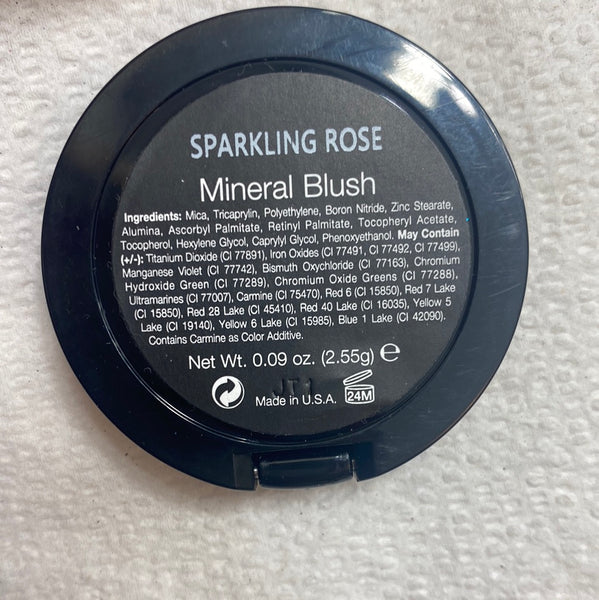 SPARKLING ROSE
Mineral Blush
Ingredients: Mica, Tricaprylin, Polyethylene, Boron Nitride, Zinc Stearate,
Alumina, Ascorbyl Palmitate, Retinyl Palmitate, Tocopheryl Acetate,
Tocopherol, Hexylene Glycol, Caprylyl Glycol, Phenoxyethanol. May Contain
(+/-): Titanium Dioxide (CI 77891), Iron Oxides (CI 77491, CI 77492, CI 77499),
Manganese Violet (CI 77742), Bismuth Oxychloride (CI 77163), Chromium
Hydroxide Green (CI 77289), Chromium Oxide Greens (CI 77288),
Ultramarines (CI 77007), Carmine (CI 75470), Red 6 (CI 15850), Red 7 Lake
(CI 15850), Red 28 Lake (CI 45410), Red 40 Lake (CI 16035), Yellow 5
Lake (CI 19140), Yellow 6 Lake (CI 15985), Blue 1 Lake (CI 42090).
Contains Carmine as Color Additive.
Net Wt. 0.09 oz. (2.55g) e
JT1
Made in U.S.A. 24M